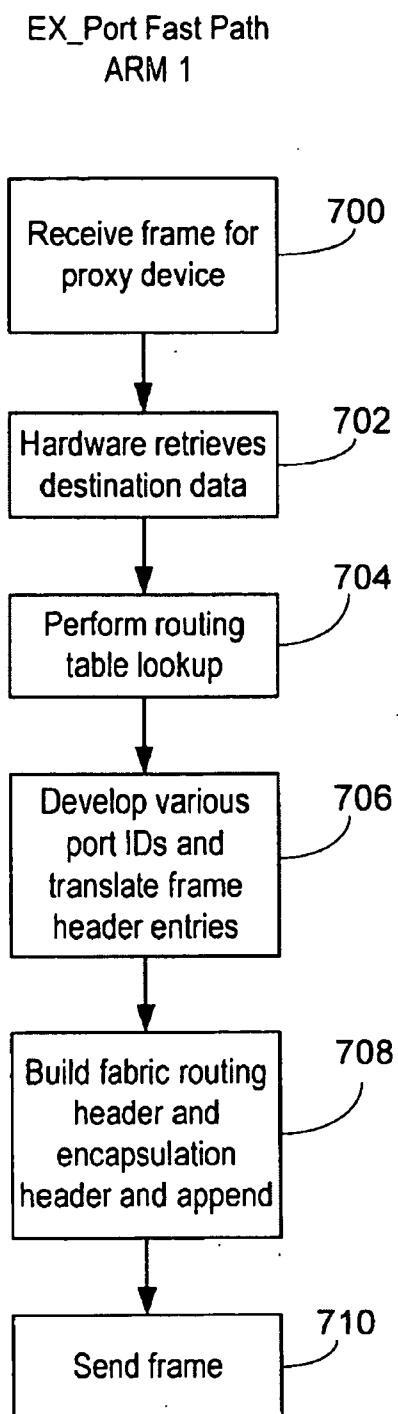 EX_Port Fast Path
ARM 1
700
Receive frame for
proxy device
702
Hardware retrieves
destination data
704
Perform routing
table lookup
706
Develop various
port IDs and
translate frame
header entries
708
Build fabric routing
header and
encapsulation
header and append
710
Send frame